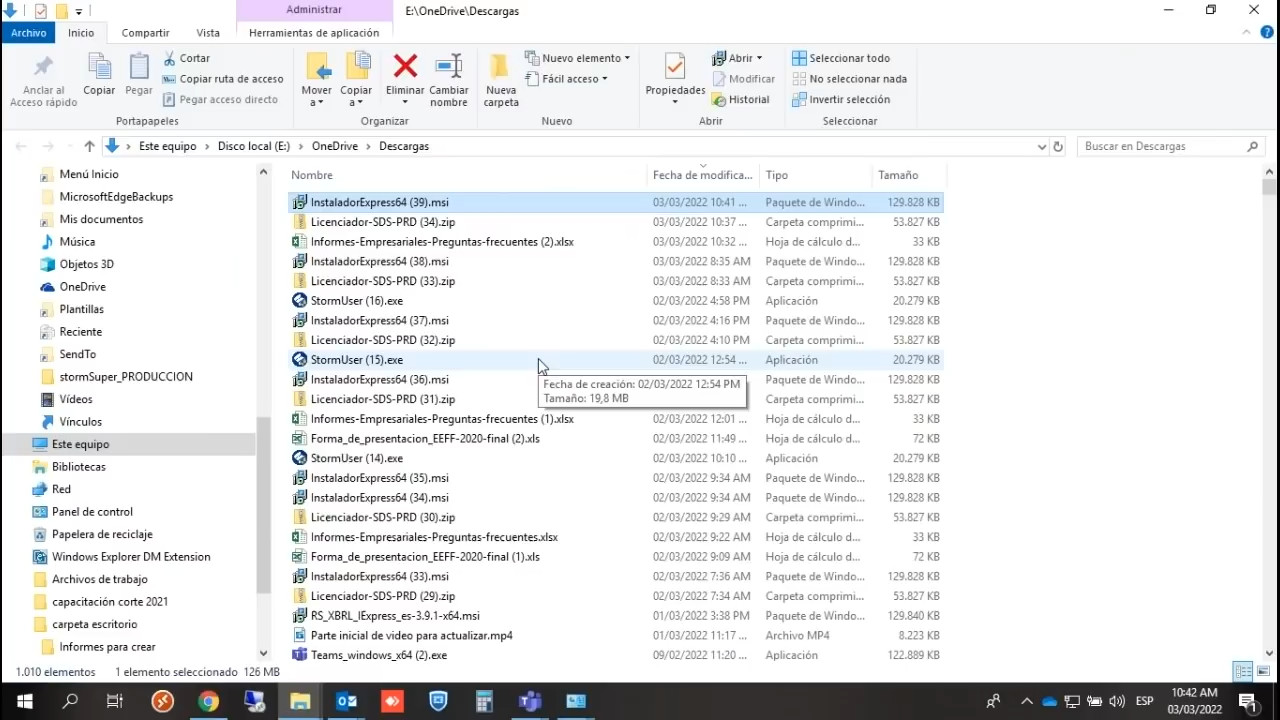 Administrar
E:\OneDrive\Descargas
Archivo
Inicio
Compartir
Vista
Herramientas de aplicación
Anclar al
Acceso rápido
Copiar
Pegar
Cortar
Copiar ruta de acceso
Pegar acceso directo
Portapapeles
Mover
a
Copiar
a
Eliminar
Cambiar
nombre
Organizar
Nueva
carpeta
Nuevo elemento
Fácil acceso
Nuevo
Propiedades
Abrir
Modificar
Historial
Abrir
Seleccionar todo
No seleccionar nada
Invertir selección
Seleccionar
Este equipo > Disco local (E:) > OneDrive > Descargas
Buscar en Descargas
Menú Inicio
MicrosoftEdgeBackups
Mis documentos
Música
Objetos 3D
OneDrive
Plantillas
Reciente
SendTo
stormSuper_PRODUCCION
Vídeos
Vínculos
Este equipo
Bibliotecas
Red
Panel de control
Papelera de reciclaje
Windows Explorer DM Extension
Archivos de trabajo
capacitación corte 2021
carpeta escritorio
Informes para crear
Nombre Fecha de modifica... Tipo Tamaño
InstaladorExpress64 (39).msi 03/03/2022 10:41 ... Paquete de Windo... 129.828 KB
Licenciador-SDS-PRD (34).zip 03/03/2022 10:37 ... Carpeta comprimi... 53.827 KB
Informes-Empresariales-Preguntas-frecuentes (2).xlsx 03/03/2022 10:32 ... Hoja de cálculo d... 33 KB
InstaladorExpress64 (38).msi 03/03/2022 8:35 AM Paquete de Windo... 129.828 KB
Licenciador-SDS-PRD (33).zip 03/03/2022 8:33 AM Carpeta comprimi... 53.827 KB
StormUser (16).exe 02/03/2022 4:58 PM Aplicación 20.279 KB
InstaladorExpress64 (37).msi 02/03/2022 4:16 PM Paquete de Windo... 129.828 KB
Licenciador-SDS-PRD (32).zip 02/03/2022 4:10 PM Carpeta comprimi... 53.827 KB
StormUser (15).exe 02/03/2022 12:54 ... Aplicación 20.279 KB
InstaladorExpress64 (36).msi Paquete de Windo... 129.828 KB
Fecha de creación: 02/03/2022 12:54 PM
Tamaño: 19,8 MB
Licenciador-SDS-PRD (31).zip Carpeta comprimi... 53.827 KB
Informes-Empresariales-Preguntas-frecuentes (1).xlsx 02/03/2022 12:01 ... Hoja de cálculo d... 33 KB
Forma_de_presentacion_EEFF-2020-final (2).xls 02/03/2022 11:49 ... Hoja de cálculo d... 72 KB
StormUser (14).exe 02/03/2022 10:10 ... Aplicación 20.279 KB
InstaladorExpress64 (35).msi 02/03/2022 9:34 AM Paquete de Windo... 129.828 KB
InstaladorExpress64 (34).msi 02/03/2022 9:34 AM Paquete de Windo... 129.828 KB
Licenciador-SDS-PRD (30).zip 02/03/2022 9:29 AM Carpeta comprimi... 53.827 KB
Informes-Empresariales-Preguntas-frecuentes.xlsx 02/03/2022 9:22 AM Hoja de cálculo d... 33 KB
Forma_de_presentacion_EEFF-2020-final (1).xls 02/03/2022 9:09 AM Hoja de cálculo d... 72 KB
InstaladorExpress64 (33).msi 02/03/2022 7:36 AM Paquete de Windo... 129.828 KB
Licenciador-SDS-PRD (29).zip 02/03/2022 7:34 AM Carpeta comprimi... 53.827 KB
RS_XBRL_IExpress_es-3.9.1-x64.msi 01/03/2022 3:38 PM Paquete de Windo... 129.840 KB
Parte inicial de video para actualizar.mp4 01/03/2022 11:17 ... Archivo MP4 8.223 KB
Teams_windows_x64 (2).exe 09/02/2022 11:20 ... Aplicación 122.889 KB
1.010 elementos 1 elemento seleccionado 126 MB
ESP
10:42 AM
03/03/2022
1